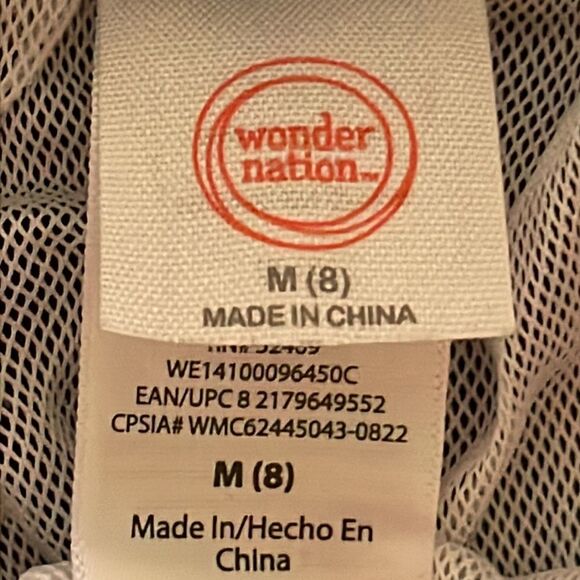 wonder
nation™
M (8)
MADE IN CHINA
WE14100096450C
EAN/UPC 8 2179649552
CPSIA# WMC62445043-0822
M (8)
Made In/Hecho En
China